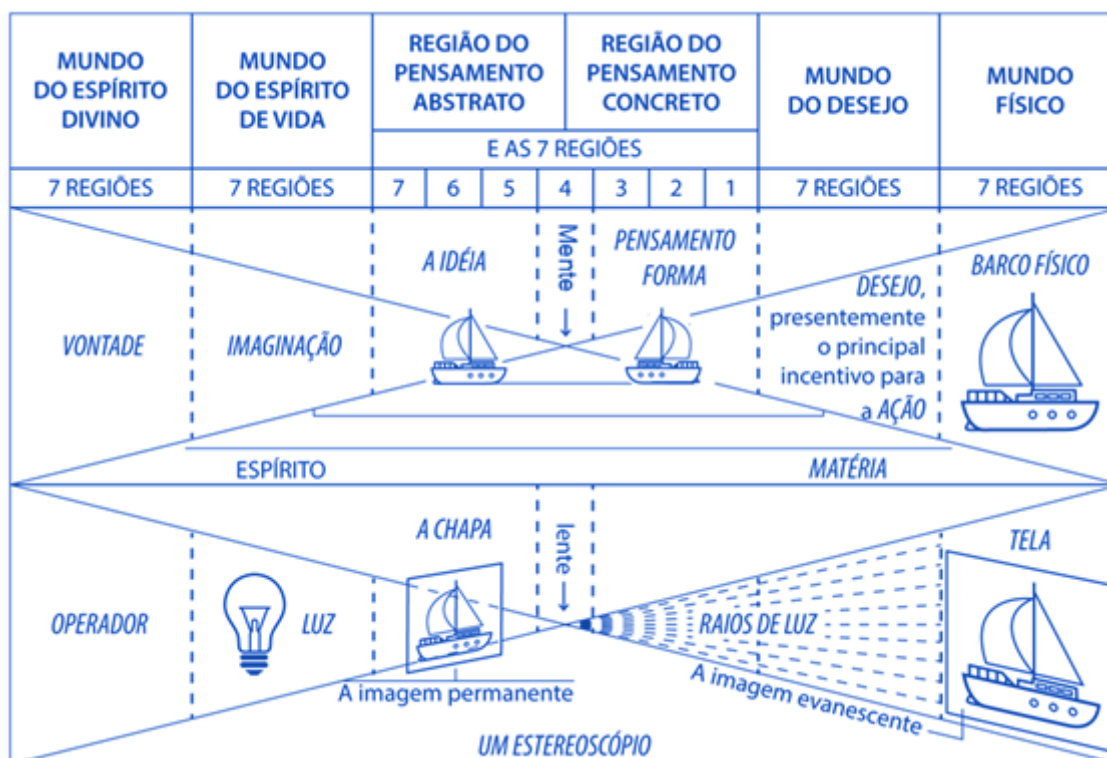 MUNDO
DO ESPÍRITO
DIVINO
MUNDO
DO ESPÍRITO
DE VIDA
REGIÃO DO
PENSAMENTO
ABSTRATO
REGIÃO DO
PENSAMENTO
CONCRETO
MUNDO
DO DESEJO
MUNDO
FÍSICO
E AS 7 REGIÕES
7 REGIÕES
7 REGIÕES
7
6
5
4
3
2
1
7 REGIÕES
7 REGIÕES
VONTADE
IMAGINAÇÃO
A IDÉIA
Mente
PENSAMENTO
FORMA
DESEJO,
presentemente
o principal
incentivo para
a AÇÃO
BARCO FÍSICO
ESPÍRITO
MATÉRIA
OPERADOR
LUZ
A CHAPA
lente
RAIOS DE LUZ
TELA
A imagem permanente
A imagem evanescente
UM ESTEREOSCÓPIO